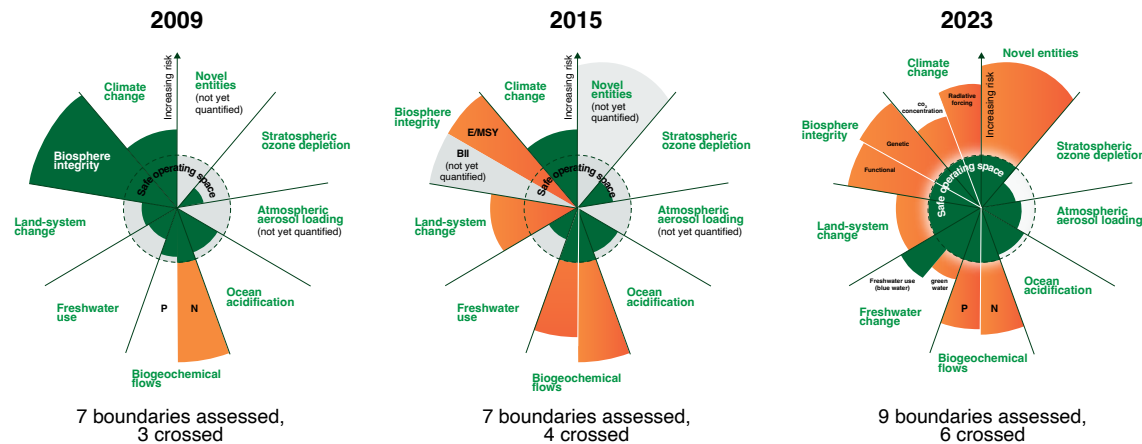 2009
Increasing risk
Climate
change
Novel
entities
(not yet
quantified)
Stratospheric
ozone depletion
Biosphere
integrity
Safe operating space
Land-system
change
Atmospheric
aerosol loading
(not yet quantified)
Freshwater
use
P
N
Ocean
acidification
Biogeochemical
flows
7 boundaries assessed,
3 crossed
2015
Increasing risk
Climate
change
Novel
entities
(not yet
quantified)
Biosphere
integrity
E/MSY
BII
(not yet
quantified)
Stratospheric
ozone depletion
Safe operating space
Land-system
change
Atmospheric
aerosol loading
(not yet quantified)
Freshwater
use
Ocean
acidification
Biogeochemical
flows
7 boundaries assessed,
4 crossed
2023
Increasing risk
Climate
change
Novel entities
CO₂
concentration
Radiative
forcing
Biosphere
integrity
Genetic
Functional
Stratospheric
ozone depletion
Safe operating space
Land-system
change
Atmospheric
aerosol loading
Freshwater use
(blue water)
green
water
Freshwater
change
P
N
Ocean
acidification
Biogeochemical
flows
9 boundaries assessed,
6 crossed